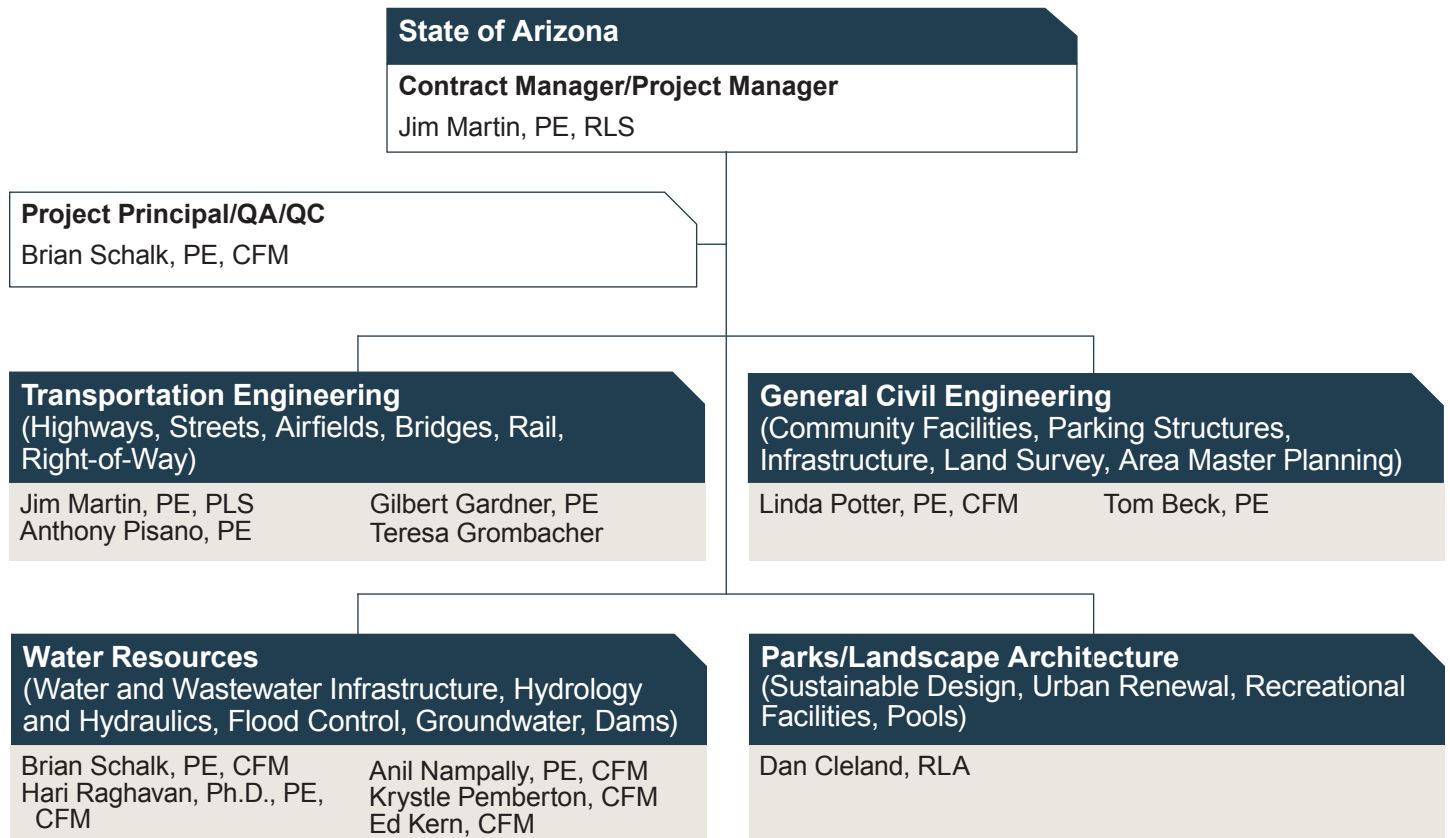 State of Arizona
Contract Manager/Project Manager
Jim Martin, PE, RLS
Project Principal/QA/QC
Brian Schalk, PE, CFM
Transportation Engineering
(Highways, Streets, Airfields, Bridges, Rail,
Right-of-Way)
Jim Martin, PE, PLS
Anthony Pisano, PE
Gilbert Gardner, PE
Teresa Grombacher
General Civil Engineering
(Community Facilities, Parking Structures,
Infrastructure, Land Survey, Area Master Planning)
Linda Potter, PE, CFM
Tom Beck, PE
Water Resources
(Water and Wastewater Infrastructure, Hydrology
and Hydraulics, Flood Control, Groundwater, Dams)
Brian Schalk, PE, CFM
Hari Raghavan, Ph.D., PE,
CFM
Anil Nampally, PE, CFM
Krystle Pemberton, CFM
Ed Kern, CFM
Parks/Landscape Architecture
(Sustainable Design, Urban Renewal, Recreational
Facilities, Pools)
Dan Cleland, RLA